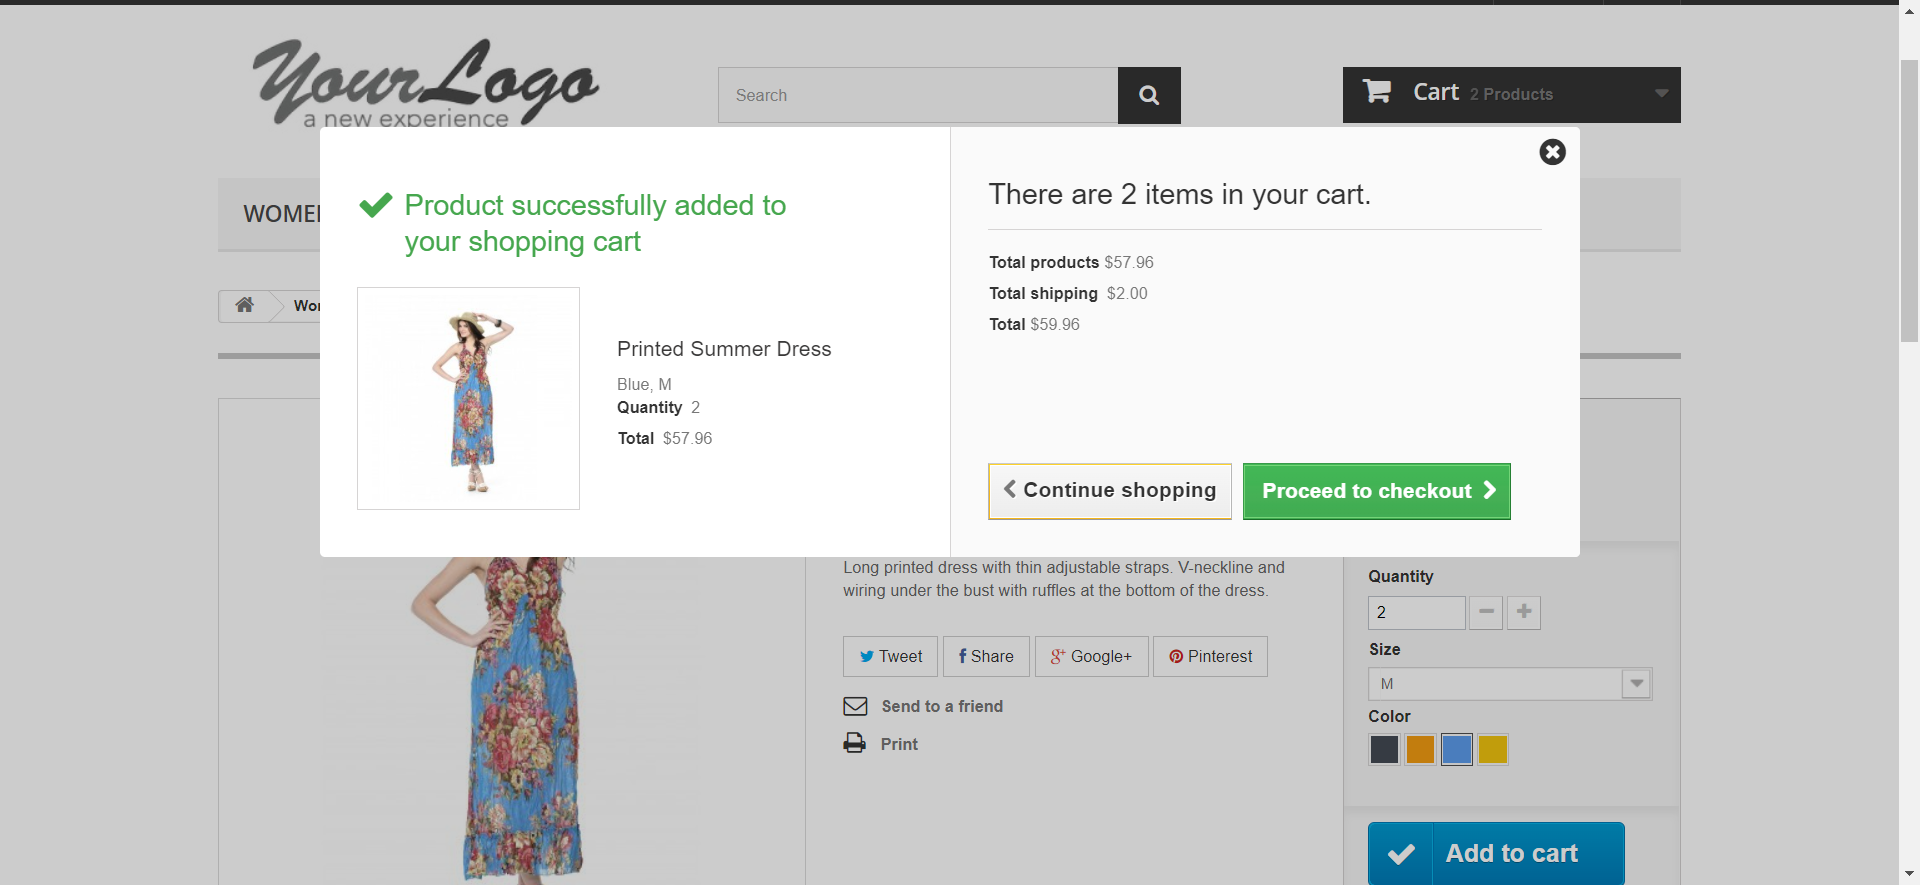 YourLogo
a new experience
Search
Cart 2 Products
Product successfully added to
your shopping cart
Printed Summer Dress
Blue, M
Quantity 2
Total $57.96
There are 2 items in your cart.
Total products $57.96
Total shipping $2.00
Total $59.96
Continue shopping
Proceed to checkout
Long printed dress with thin adjustable straps. V-neckline and
wiring under the bust with ruffles at the bottom of the dress.
Tweet
Share
Google+
Pinterest
Send to a friend
Print
Quantity
2
Size
M
Color
Add to cart